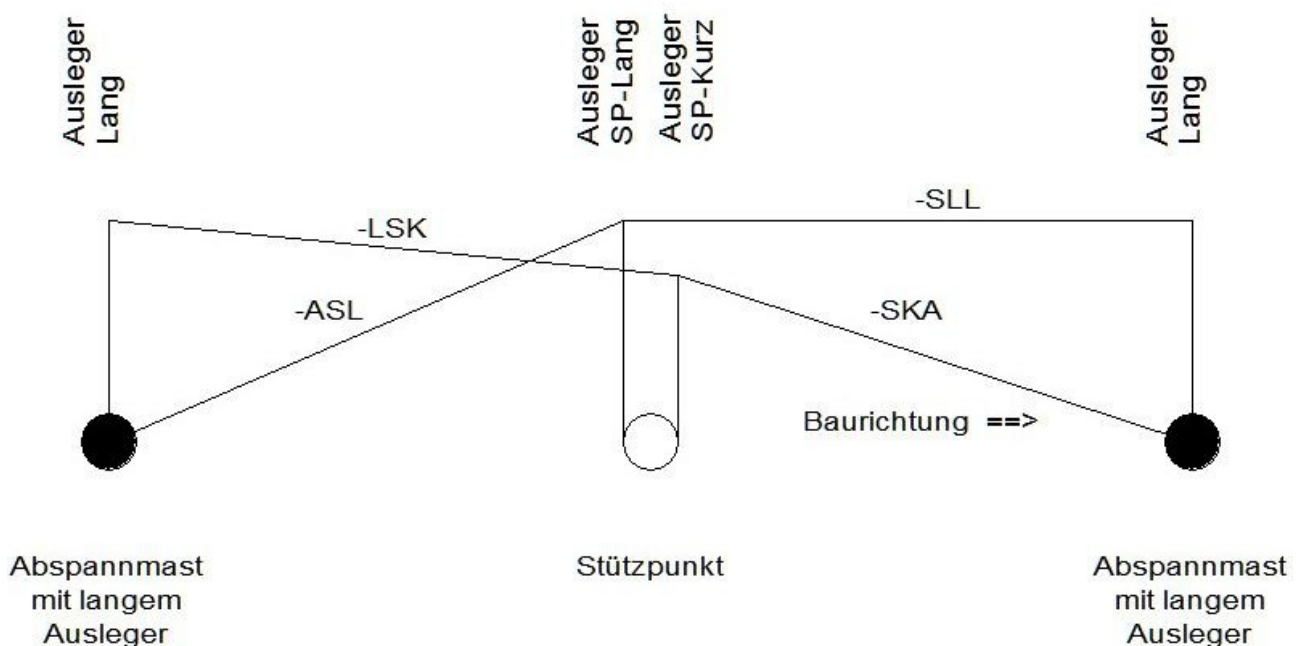 Ausleger
Lang
Ausleger
SP-Lang
Ausleger
SP-Kurz
Ausleger
Lang
-LSK
-SLL
-ASL
-SKA
Baurichtung ==>
Abspannmast
mit langem
Ausleger
Stützpunkt
Abspannmast
mit langem
Ausleger